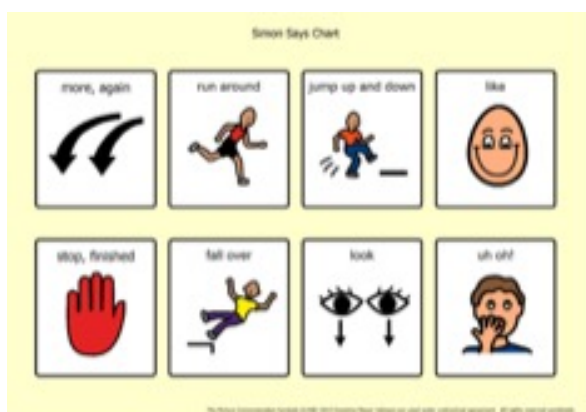 Simon Says Chart
more, again
run around
jump up and down
like
stop, finished
fall over
look
uh oh!